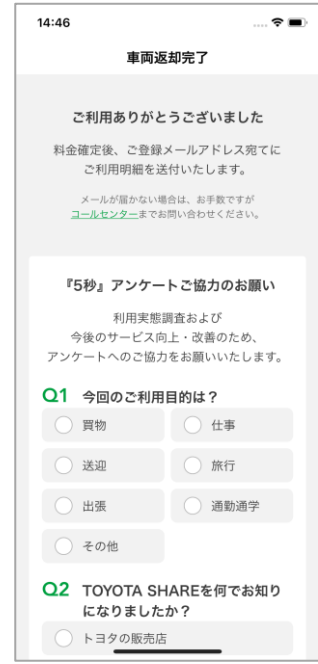 14:46
車両返却完了
ご利用ありがとうございました
料金確定後、ご登録メールアドレス宛てに
ご利用明細を送付いたします。
メールが届かない場合は、お手数ですが
コールセンターまでお問い合わせください。
『5秒』アンケートご協力のお願い
利用実態調査および
今後のサービス向上・改善のため、
アンケートへのご協力をお願いいたします。
Q1 今回のご利用目的は？
買物 仕事
送迎 旅行
出張 通勤通学
その他
Q2 TOYOTA SHAREを何でお知り
になりましたか？
トヨタの販売店